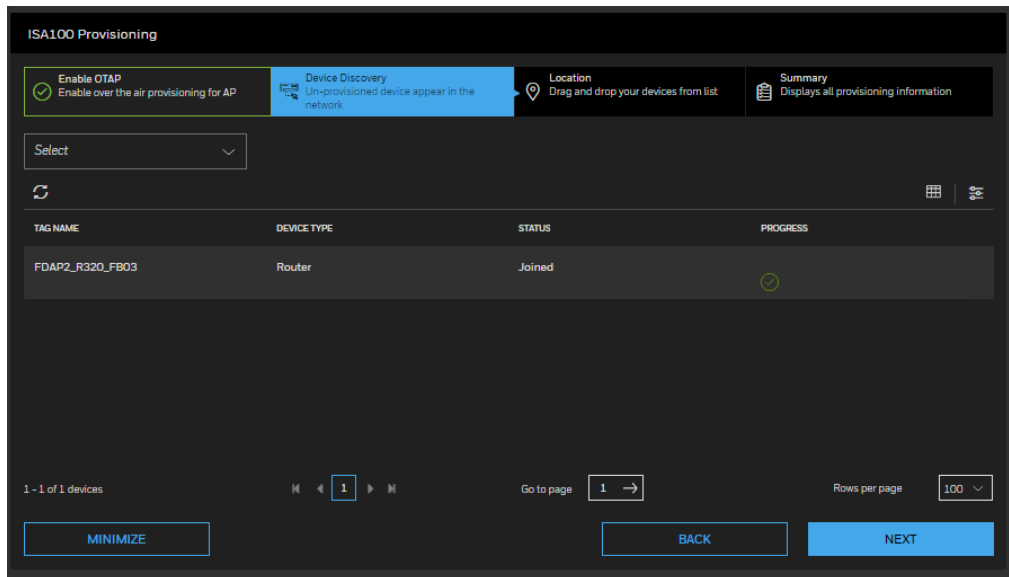 ISA100 Provisioning
Enable OTAP
Enable over the air provisioning for AP
Device Discovery
Un-provisioned device appear in the
network
Location
Drag and drop your devices from list
Summary
Displays all provisioning information
Select
TAG NAME DEVICE TYPE STATUS PROGRESS
FDAP2_R320_FB03 Router Joined
1 - 1 of 1 devices 1 Go to page 1 Rows per page 100
MINIMIZE BACK NEXT